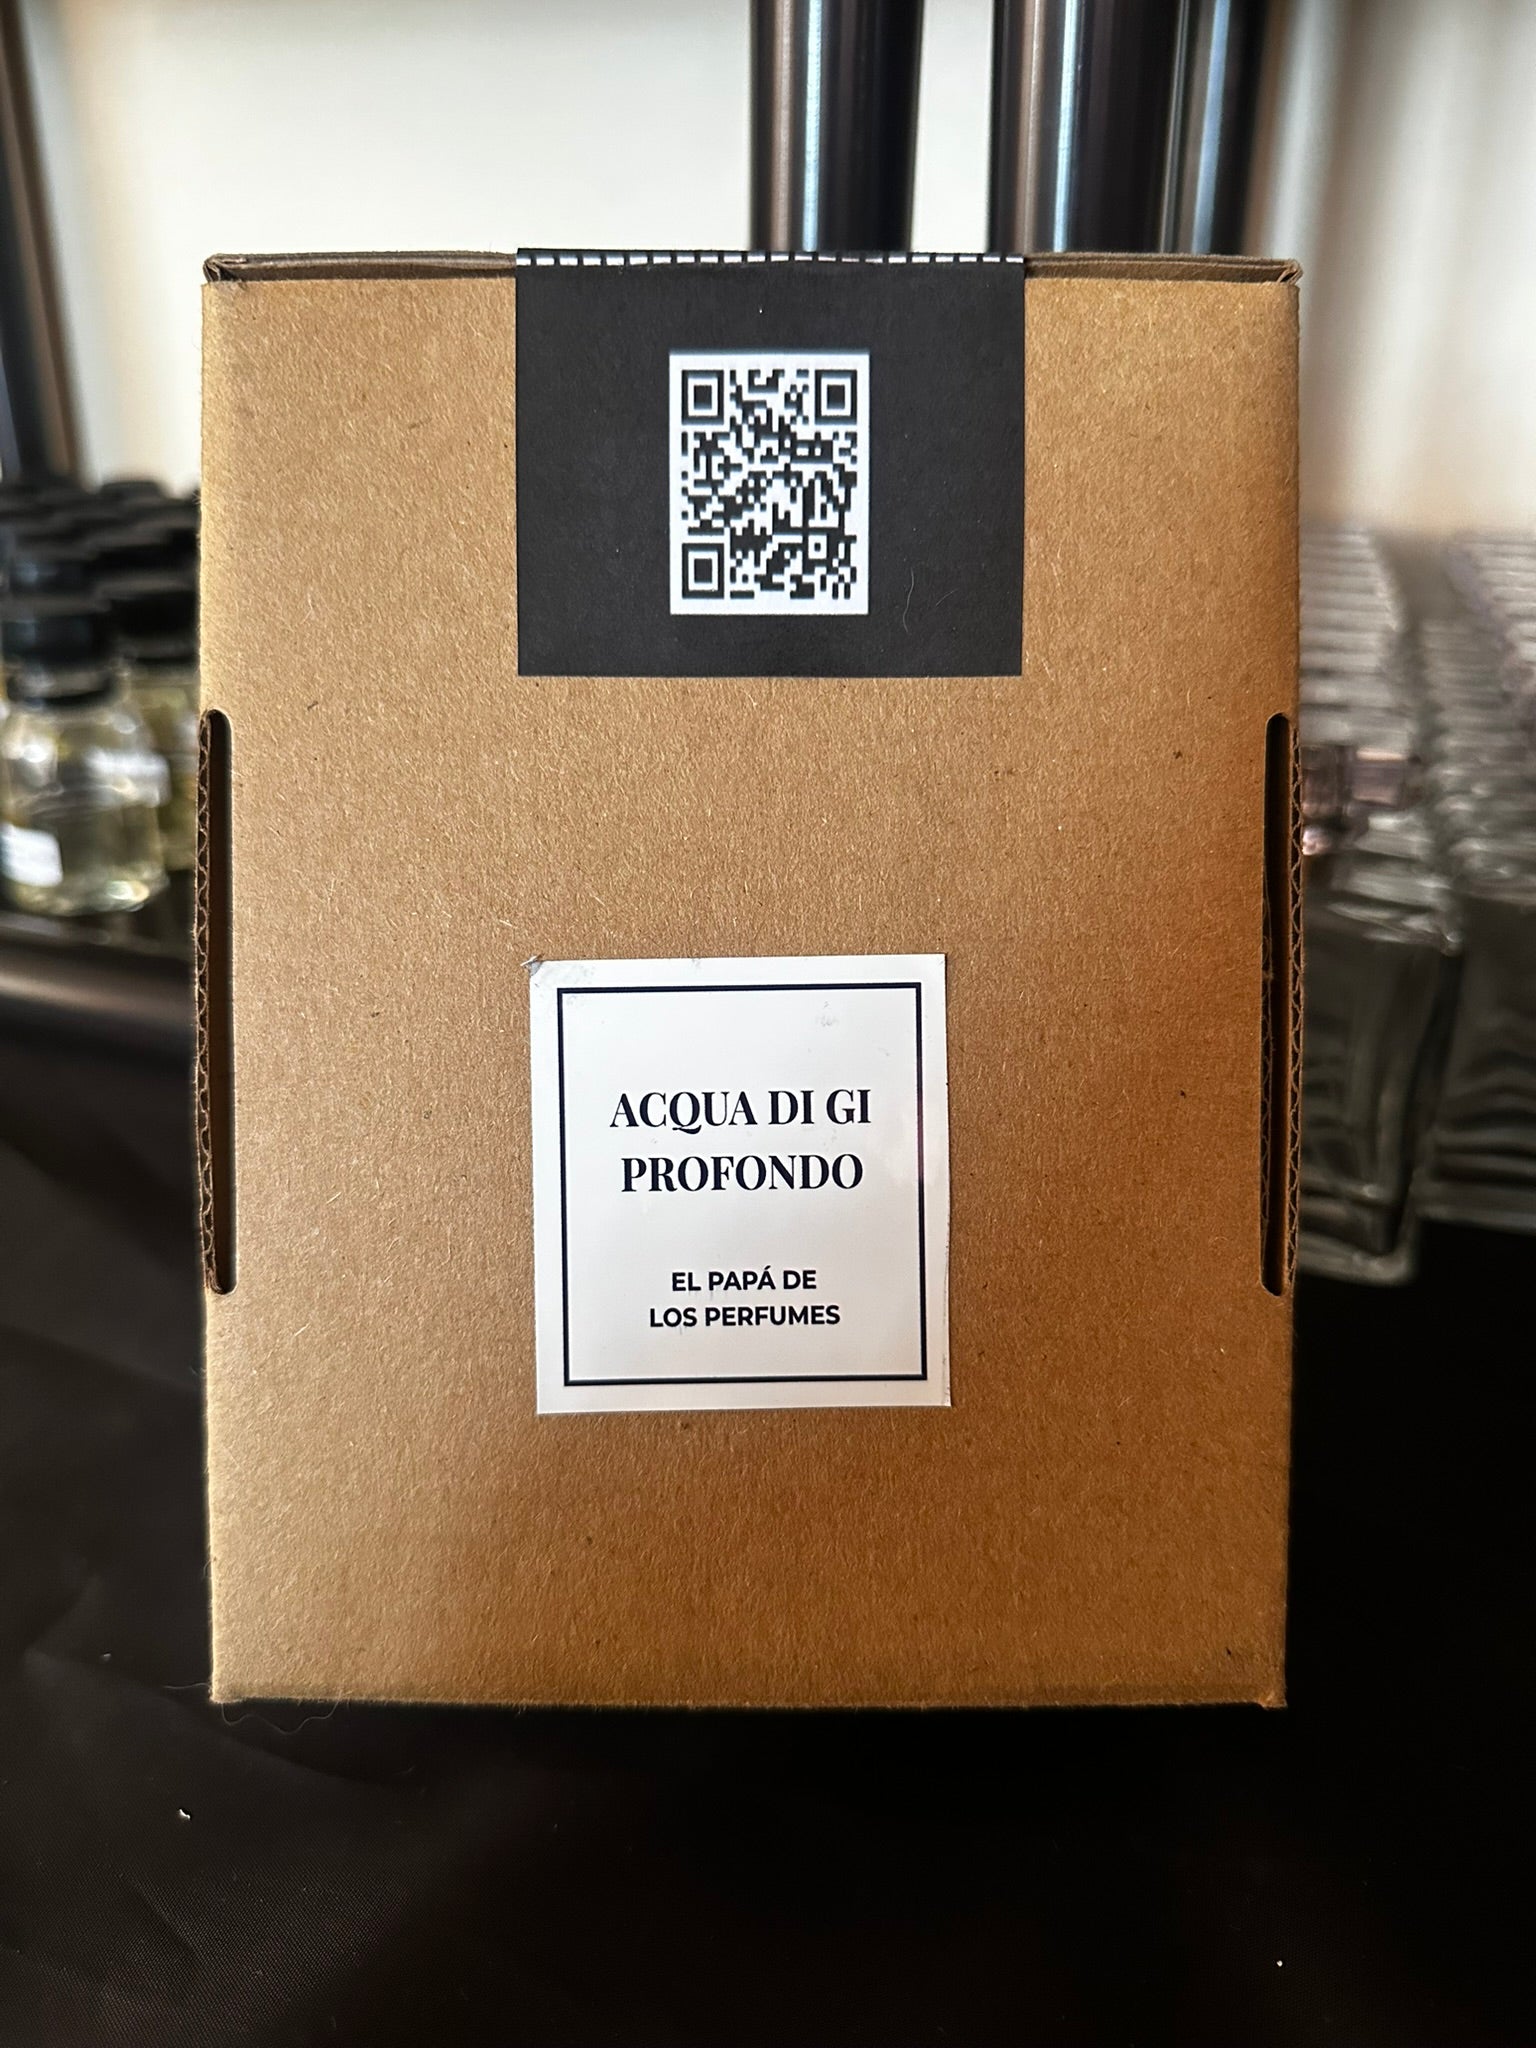 ACQUA DI GI
PROFONDO
EL PAPÁ DE
LOS PERFUMES